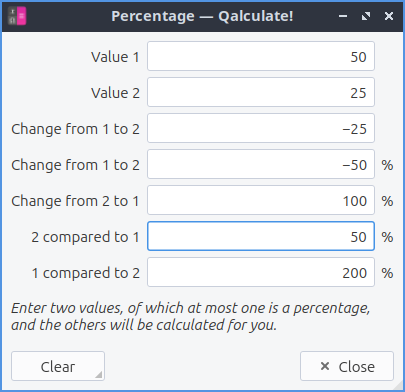 Percentage — Qalculate!
Value 1 50
Value 2 25
Change from 1 to 2 −25
Change from 1 to 2 −50 %
Change from 2 to 1 100 %
2 compared to 1 50 %
1 compared to 2 200 %
Enter two values, of which at most one is a percentage,
and the others will be calculated for you.
Clear Close